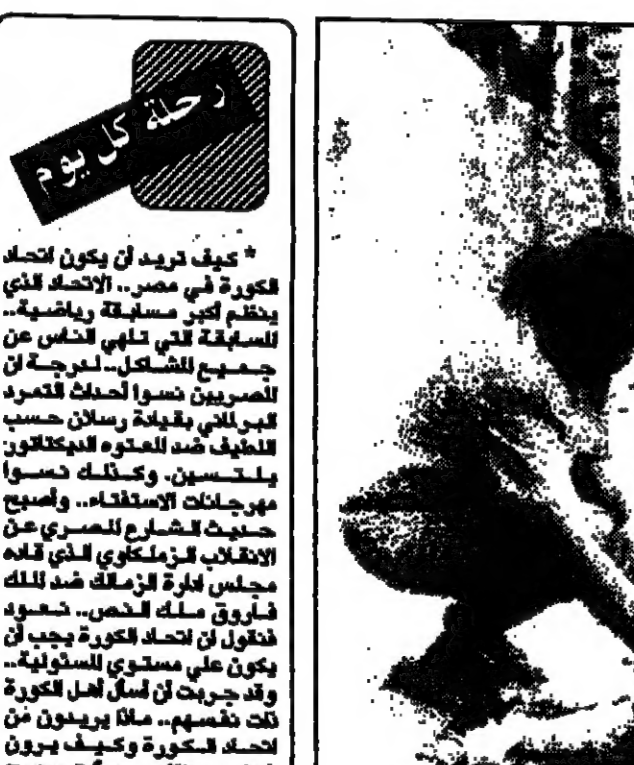 رحلة كل يوم
* كيف تريد أن يكون اتحاد
الكورة في مصر.. الاتحاد الذي
ينظم أكبر مسابقة رياضية..
المسابقة التي تلهي الناس عن
جميع المشاكل.. لدرجة ان
المصريين نسوا أحداث التمرد
البرلماني بقيادة رسلان حسب
اللطيف ضد المعتوه الديكتاتور
يلتسين. وكذلك نسوا
مهرجانات الاستفتاء.. وأصبح
حديث الشارع المصري عن
الانقلاب الزملكاوي الذي قاده
مجلس ادارة الزمالك ضد الملك
فاروق ملك النص.. نعود
فنقول ان اتحاد الكورة يجب أن
يكون علي مستوي المسئولية..
وقد جربت أن أسأل أهل الكورة
ذات نفسهم.. ماذا يريدون من
اتحاد الكورة وكيف يرون